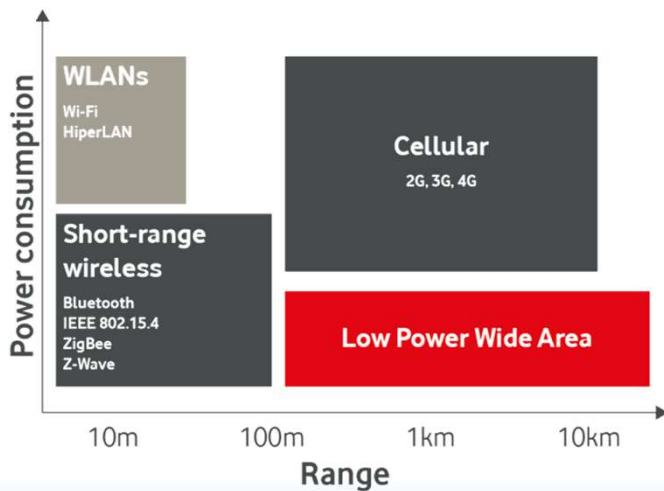 Power consumption
WLANs
Wi-Fi
HiperLAN
Short-range
wireless
Bluetooth
IEEE 802.15.4
ZigBee
Z-Wave
Cellular
2G, 3G, 4G
Low Power Wide Area
10m
100m
1km
10km
Range